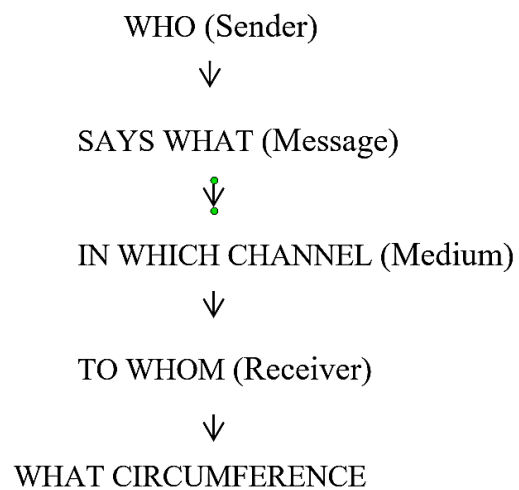 WHO (Sender)
SAYS WHAT (Message)
IN WHICH CHANNEL (Medium)
TO WHOM (Receiver)
WHAT CIRCUMFERENCE